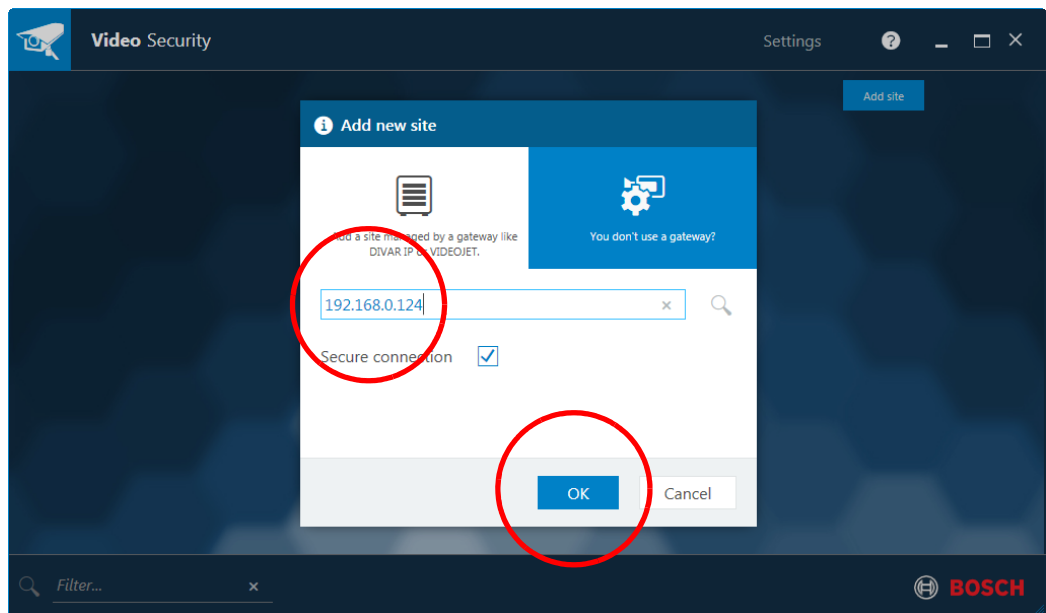 Video Security
Settings
?
Add site
i Add new site
Add a site managed by a gateway like
DIVAR IP or VIDEOJET.
You don't use a gateway?
192.168.0.124
Secure connection
OK
Cancel
Filter...
BOSCH